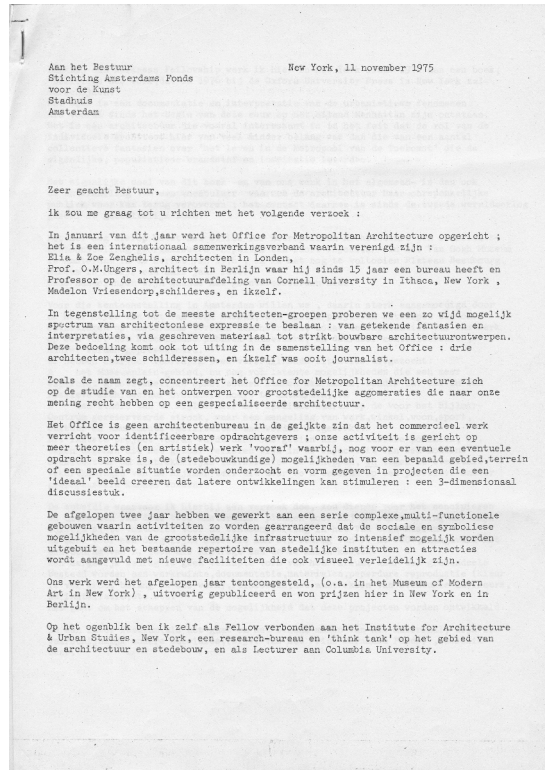 Aan het Bestuur New York, 11 november 1975
Stichting Amsterdams Fonds
voor de Kunst
Stadhuis
Amsterdam
Zeer geacht Bestuur,
ik zou me graag tot u richten met het volgende verzoek :
In januari van dit jaar werd het Office for Metropolitan Architecture opgericht ;
het is een internationaal samenwerkingsverband waarin verenigd zijn :
Elia & Zoe Zenghelis, architecten in Londen,
Prof. O.M.Ungers, architect in Berlijn waar hij sinds 15 jaar een bureau heeft en
Professor op de architectuurafdeling van Cornell University in Ithaca, New York ,
Madelon Vriesendorp,schilderes, en ikzelf.
In tegenstelling tot de meeste architecten-groepen proberen we een zo wijd mogelijk
spectrum van architectoniese expressie te beslaan : van getekende fantasien en
interpretaties, via geschreven materiaal tot strikt bouwbare architectuurontwerpen.
Deze bedoeling komt ook tot uiting in de samenstelling van het Office : drie
architecten,twee schilderessen, en ikzelf was ooit journalist.
Zoals de naam zegt, concentreert het Office for Metropolitan Architecture zich
op de studie van en het ontwerpen voor grootstedelijke aggomeraties die naar onze
mening recht hebben op een gespecialiseerde architectuur.
Het Office is geen architectenbureau in de geijkte zin dat het commercieel werk
verricht voor identificeerbare opdrachtgevers ; onze activiteit is gericht op
meer theoreties (en artistiek) werk 'vooraf' waarbij, nog voor er van een eventuele
opdracht sprake is, de (stedebouwkundige) mogelijkheden van een bepaald gebied,terrein
of een speciale situatie worden onderzocht en vorm gegeven in projecten die een
'ideaal' beeld creeren dat latere ontwikkelingen kan stimuleren : een 3-dimensionaal
discussiestuk.
De afgelopen twee jaar hebben we gewerkt aan een serie complexe,multi-functionele
gebouwen waarin activiteiten zo worden gearrangeerd dat de sociale en symboliese
mogelijkheden van de grootstedelijke infrastructuur zo intensief mogelijk worden
uitgebuit en het bestaande repertoire van stedelijke instituten en attracties
wordt aangevuld met nieuwe faciliteiten die ook visueel verleidelijk zijn.
Ons werk werd het afgelopen jaar tentoongesteld, (o.a. in het Museum of Modern
Art in New York) , uitvoerig gepubliceerd en won prijzen hier in New York en in
Berlijn.
Op het ogenblik ben ik zelf als Fellow verbonden aan het Institute for Architecture
& Urban Studies, New York, een research-bureau en 'think tank' op het gebied van
de architectuur en stedebouw, en als Lecturer aan Columbia University.